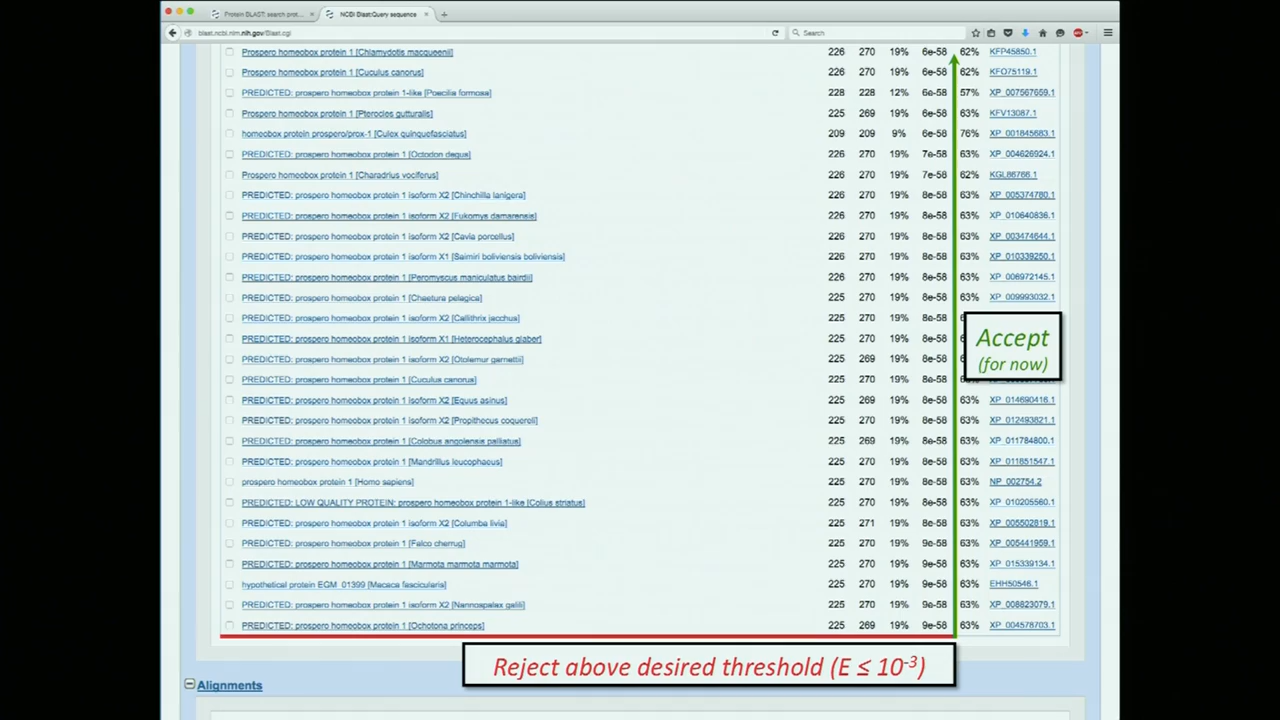 Protein BLAST: search prot...
NCBI Blast:Query sequence
blast.ncbi.nlm.nih.gov/Blast.cgi
Search
Prospero homeobox protein 1 [Chlamydotis macqueenii] 226 270 19% 6e-58 62% KFP45850.1
Prospero homeobox protein 1 [Cuculus canorus] 226 270 19% 6e-58 62% KFO75119.1
PREDICTED: prospero homeobox protein 1-like [Poecilia formosa] 228 228 12% 6e-58 57% XP_007567659.1
Prospero homeobox protein 1 [Pterocles gutturalis] 225 269 19% 6e-58 63% KFV13087.1
homeobox protein prospero/prox-1 [Culex quinquefasciatus] 209 209 9% 6e-58 76% XP_001845683.1
PREDICTED: prospero homeobox protein 1 [Octodon degus] 226 270 19% 7e-58 63% XP_004626924.1
Prospero homeobox protein 1 [Charadrius vociferus] 226 270 19% 7e-58 62% KGL86766.1
PREDICTED: prospero homeobox protein 1 isoform X2 [Chinchilla lanigera] 226 270 19% 8e-58 63% XP_005374780.1
PREDICTED: prospero homeobox protein 1 isoform X2 [Fukomys damarensis] 226 270 19% 8e-58 63% XP_010640836.1
PREDICTED: prospero homeobox protein 1 isoform X2 [Cavia porcellus] 226 270 19% 8e-58 63% XP_003474644.1
PREDICTED: prospero homeobox protein 1 isoform X1 [Saimiri boliviensis boliviensis] 226 270 19% 8e-58 63% XP_010339250.1
PREDICTED: prospero homeobox protein 1 [Peromyscus maniculatus bairdii] 226 270 19% 8e-58 63% XP_006972145.1
PREDICTED: prospero homeobox protein 1 [Chaetura pelagica] 225 270 19% 8e-58 63% XP_009993032.1
PREDICTED: prospero homeobox protein 1 isoform X2 [Callithrix jacchus] 225 270 19% 8e-58
PREDICTED: prospero homeobox protein 1 isoform X1 [Heterocephalus glaber] 225 270 19% 8e-58
PREDICTED: prospero homeobox protein 1 isoform X2 [Otolemur garnettii] 225 269 19% 8e-58
PREDICTED: prospero homeobox protein 1 [Cuculus canorus] 225 270 19% 8e-58
PREDICTED: prospero homeobox protein 1 isoform X2 [Equus asinus] 225 269 19% 8e-58 63% XP_014690416.1
PREDICTED: prospero homeobox protein 1 isoform X2 [Propithecus coquereli] 225 270 19% 8e-58 63% XP_012493821.1
PREDICTED: prospero homeobox protein 1 [Colobus angolensis palliatus] 225 269 19% 8e-58 63% XP_011784800.1
PREDICTED: prospero homeobox protein 1 [Mandrillus leucophaeus] 225 270 19% 8e-58 63% XP_011851547.1
prospero homeobox protein 1 [Homo sapiens] 225 270 19% 8e-58 63% NP_002754.2
PREDICTED: LOW QUALITY PROTEIN: prospero homeobox protein 1-like [Colius striatus] 225 270 19% 8e-58 63% XP_010205560.1
PREDICTED: prospero homeobox protein 1 isoform X2 [Columba livia] 225 271 19% 8e-58 63% XP_005502819.1
PREDICTED: prospero homeobox protein 1 [Falco cherrug] 225 270 19% 9e-58 63% XP_005441959.1
PREDICTED: prospero homeobox protein 1 [Marmota marmota marmota] 225 270 19% 9e-58 63% XP_015339134.1
hypothetical protein EGM_01399 [Macaca fascicularis] 225 270 19% 9e-58 63% EHH50546.1
PREDICTED: prospero homeobox protein 1 isoform X2 [Nannospalax galili] 225 270 19% 9e-58 63% XP_008823079.1
PREDICTED: prospero homeobox protein 1 [Ochotona princeps] 225 269 19% 9e-58 63% XP_004578703.1
Accept
(for now)
Reject above desired threshold (E ≤ 10⁻³)
Alignments